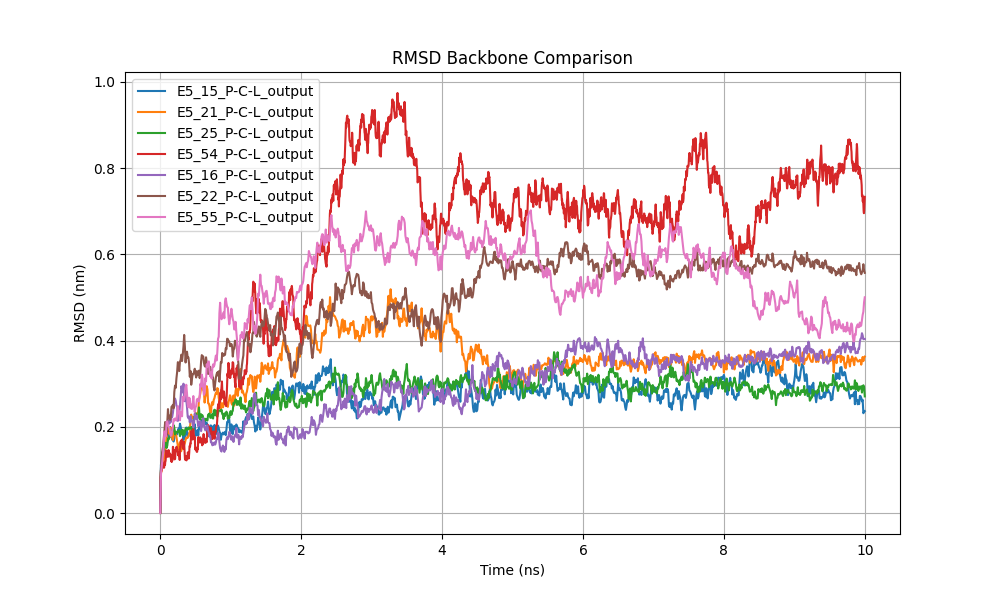 RMSD Backbone Comparison
1.0
0.8
0.6
0.4
0.2
0.0
RMSD (nm)
E5_15_P-C-L_output
E5_21_P-C-L_output
E5_25_P-C-L_output
E5_54_P-C-L_output
E5_16_P-C-L_output
E5_22_P-C-L_output
E5_55_P-C-L_output
0 2 4 6 8 10
Time (ns)